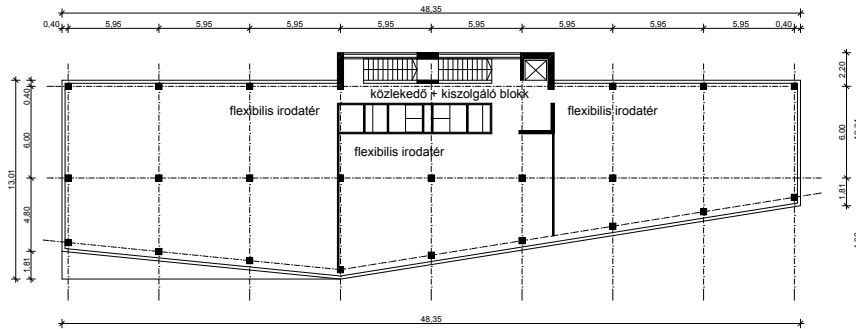 48,35
0,40 5,95 5,95 5,95 5,95 5,95 5,95 5,95 5,95 0,40
2,20
0,40
közlekedő + kiszolgáló blokk
flexibilis irodatér
flexibilis irodatér
flexibilis irodatér
6,00
6,00
13,01
4,80
1,81
1,81
48,35